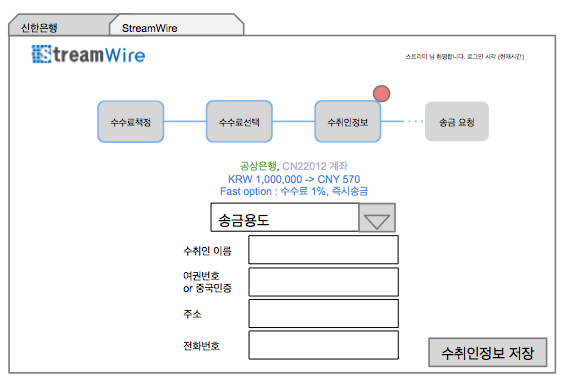 신한은행
StreamWire
StreamWire
스트리미 님 환영합니다. 로그인 시각 (현재시간)
수수료책정
수수료선택
수취인정보
송금 요청
공상은행, CN22012 계좌
KRW 1,000,000 -> CNY 570
Fast option : 수수료 1%, 즉시송금
송금용도
수취인 이름
여권번호
or 중국민증
주소
전화번호
수취인정보 저장